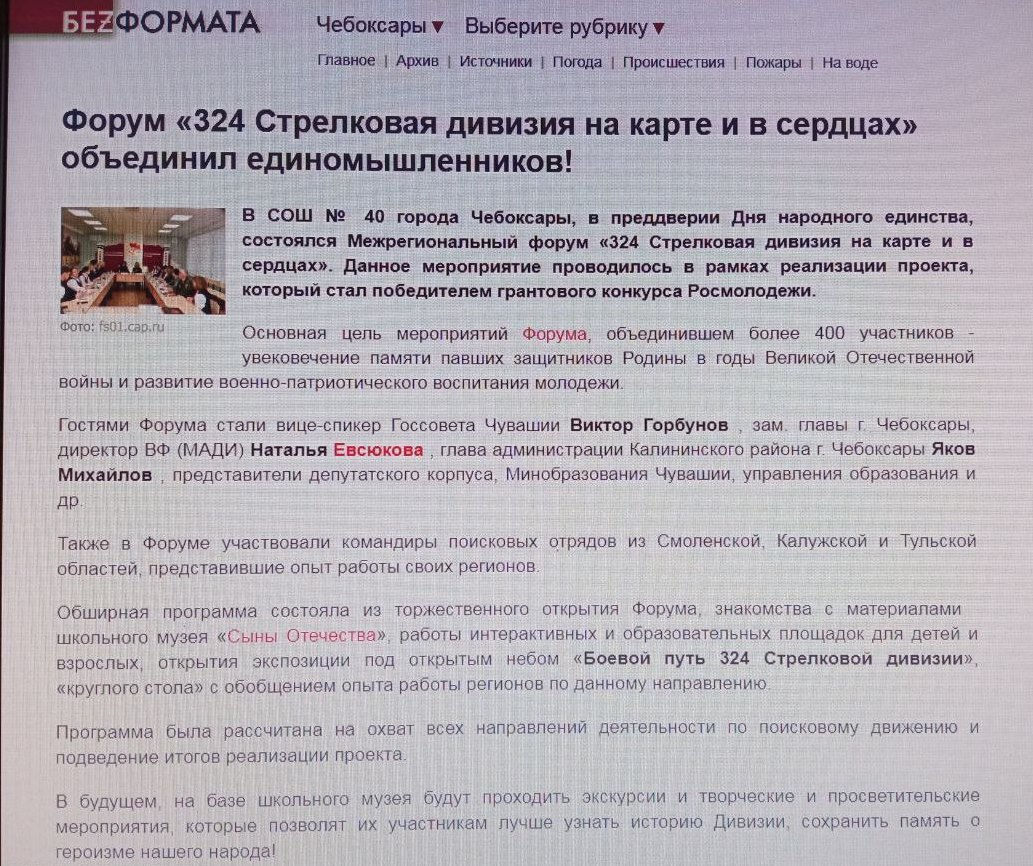 БЕZФОРМАТА
Чебоксары ▼ Выберите рубрику ▼
Главное | Архив | Источники | Погода | Происшествия | Пожары | На воде
Форум «324 Стрелковая дивизия на карте и в сердцах»
объединил единомышленников!
В СОШ № 40 города Чебоксары, в преддверии Дня народного единства,
состоялся Межрегиональный форум «324 Стрелковая дивизия на карте и в
сердцах». Данное мероприятие проводилось в рамках реализации проекта,
который стал победителем грантового конкурса Росмолодежи.
Фото: fs01.cap.ru
Основная цель мероприятий Форума, объединившем более 400 участников -
увековечение памяти павших защитников Родины в годы Великой Отечественной
войны и развитие военно-патриотического воспитания молодежи.
Гостями Форума стали вице-спикер Госсовета Чувашии Виктор Горбунов , зам. главы г. Чебоксары,
директор ВФ (МАДИ) Наталья Евсюкова , глава администрации Калининского района г. Чебоксары Яков
Михайлов , представители депутатского корпуса, Минобразования Чувашии, управления образования и
др.
Также в Форуме участвовали командиры поисковых отрядов из Смоленской, Калужской и Тульской
областей, представившие опыт работы своих регионов.
Обширная программа состояла из торжественного открытия Форума, знакомства с материалами
школьного музея «Сыны Отечества», работы интерактивных и образовательных площадок для детей и
взрослых, открытия экспозиции под открытым небом «Боевой путь 324 Стрелковой дивизии»,
«круглого стола» с обобщением опыта работы регионов по данному направлению.
Программа была рассчитана на охват всех направлений деятельности по поисковому движению и
подведение итогов реализации проекта.
В будущем, на базе школьного музея будут проходить экскурсии и творческие и просветительские
мероприятия, которые позволят их участникам лучше узнать историю Дивизии, сохранить память о
героизме нашего народа!